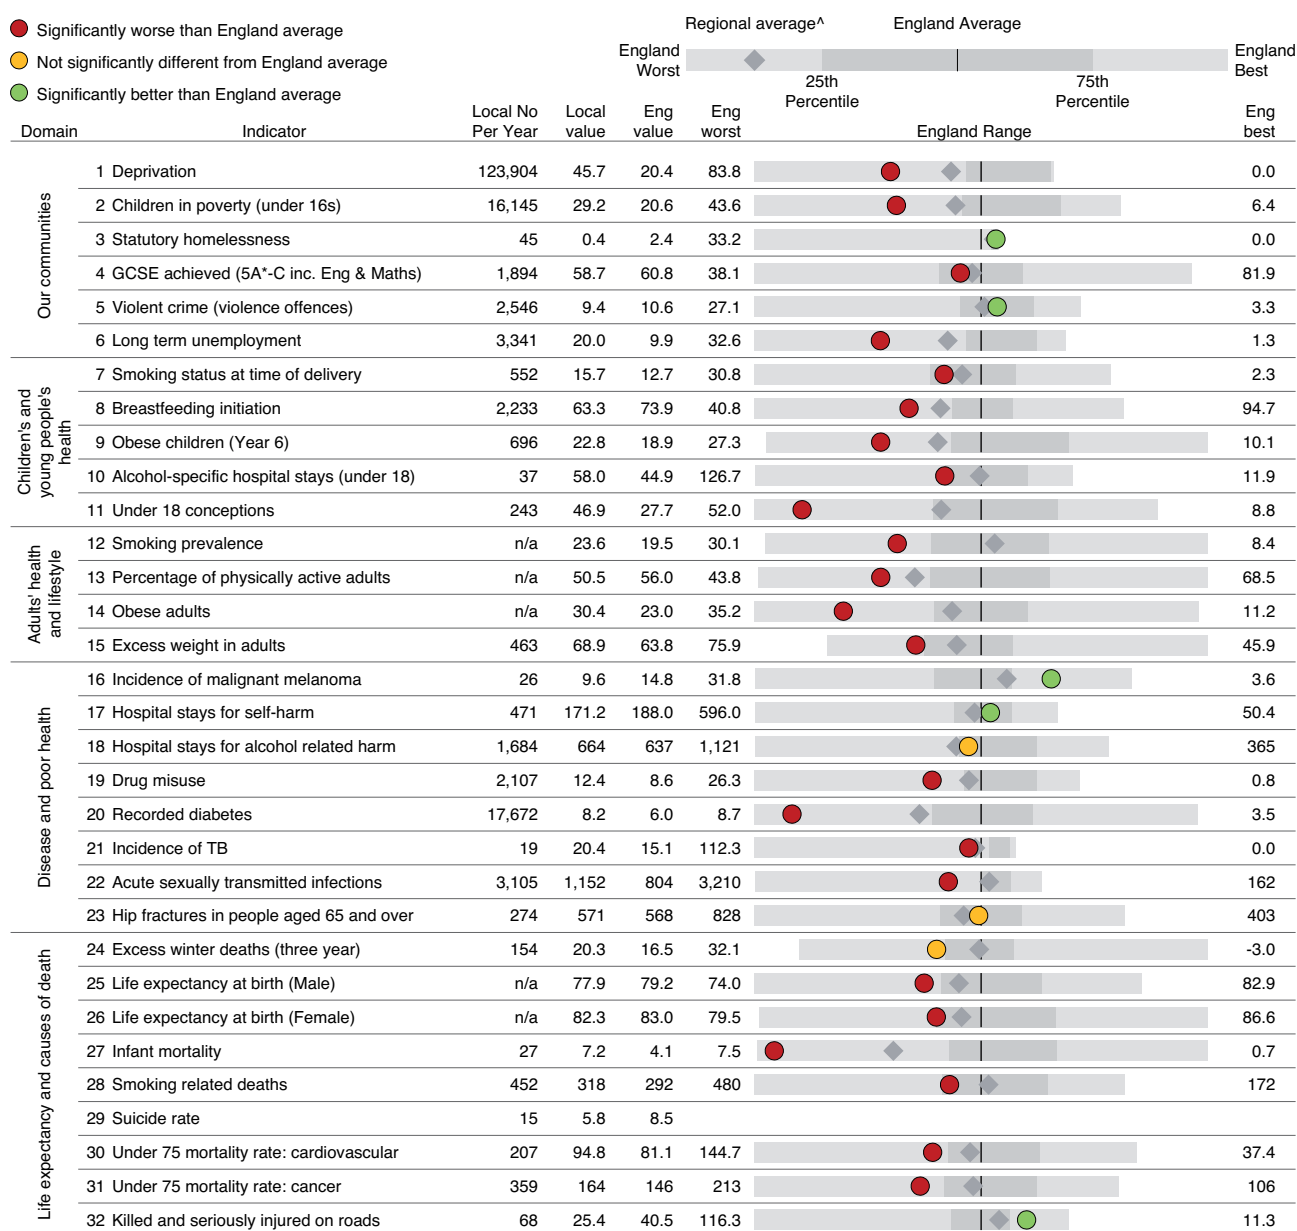 Significantly worse than England average
Not significantly different from England average
Significantly better than England average
Regional average^ England Average
England Worst England Best
25th Percentile 75th Percentile
Domain Indicator Local No Per Year Local value Eng value Eng worst England Range Eng best
Our communities
1 Deprivation 123,904 45.7 20.4 83.8 0.0
2 Children in poverty (under 16s) 16,145 29.2 20.6 43.6 6.4
3 Statutory homelessness 45 0.4 2.4 33.2 0.0
4 GCSE achieved (5A*-C inc. Eng & Maths) 1,894 58.7 60.8 38.1 81.9
5 Violent crime (violence offences) 2,546 9.4 10.6 27.1 3.3
6 Long term unemployment 3,341 20.0 9.9 32.6 1.3
Children's and young people's health
7 Smoking status at time of delivery 552 15.7 12.7 30.8 2.3
8 Breastfeeding initiation 2,233 63.3 73.9 40.8 94.7
9 Obese children (Year 6) 696 22.8 18.9 27.3 10.1
10 Alcohol-specific hospital stays (under 18) 37 58.0 44.9 126.7 11.9
11 Under 18 conceptions 243 46.9 27.7 52.0 8.8
Adults' health and lifestyle
12 Smoking prevalence n/a 23.6 19.5 30.1 8.4
13 Percentage of physically active adults n/a 50.5 56.0 43.8 68.5
14 Obese adults n/a 30.4 23.0 35.2 11.2
15 Excess weight in adults 463 68.9 63.8 75.9 45.9
Disease and poor health
16 Incidence of malignant melanoma 26 9.6 14.8 31.8 3.6
17 Hospital stays for self-harm 471 171.2 188.0 596.0 50.4
18 Hospital stays for alcohol related harm 1,684 664 637 1,121 365
19 Drug misuse 2,107 12.4 8.6 26.3 0.8
20 Recorded diabetes 17,672 8.2 6.0 8.7 3.5
21 Incidence of TB 19 20.4 15.1 112.3 0.0
22 Acute sexually transmitted infections 3,105 1,152 804 3,210 162
23 Hip fractures in people aged 65 and over 274 571 568 828 403
Life expectancy and causes of death
24 Excess winter deaths (three year) 154 20.3 16.5 32.1 -3.0
25 Life expectancy at birth (Male) n/a 77.9 79.2 74.0 82.9
26 Life expectancy at birth (Female) n/a 82.3 83.0 79.5 86.6
27 Infant mortality 27 7.2 4.1 7.5 0.7
28 Smoking related deaths 452 318 292 480 172
29 Suicide rate 15 5.8 8.5
30 Under 75 mortality rate: cardiovascular 207 94.8 81.1 144.7 37.4
31 Under 75 mortality rate: cancer 359 164 146 213 106
32 Killed and seriously injured on roads 68 25.4 40.5 116.3 11.3